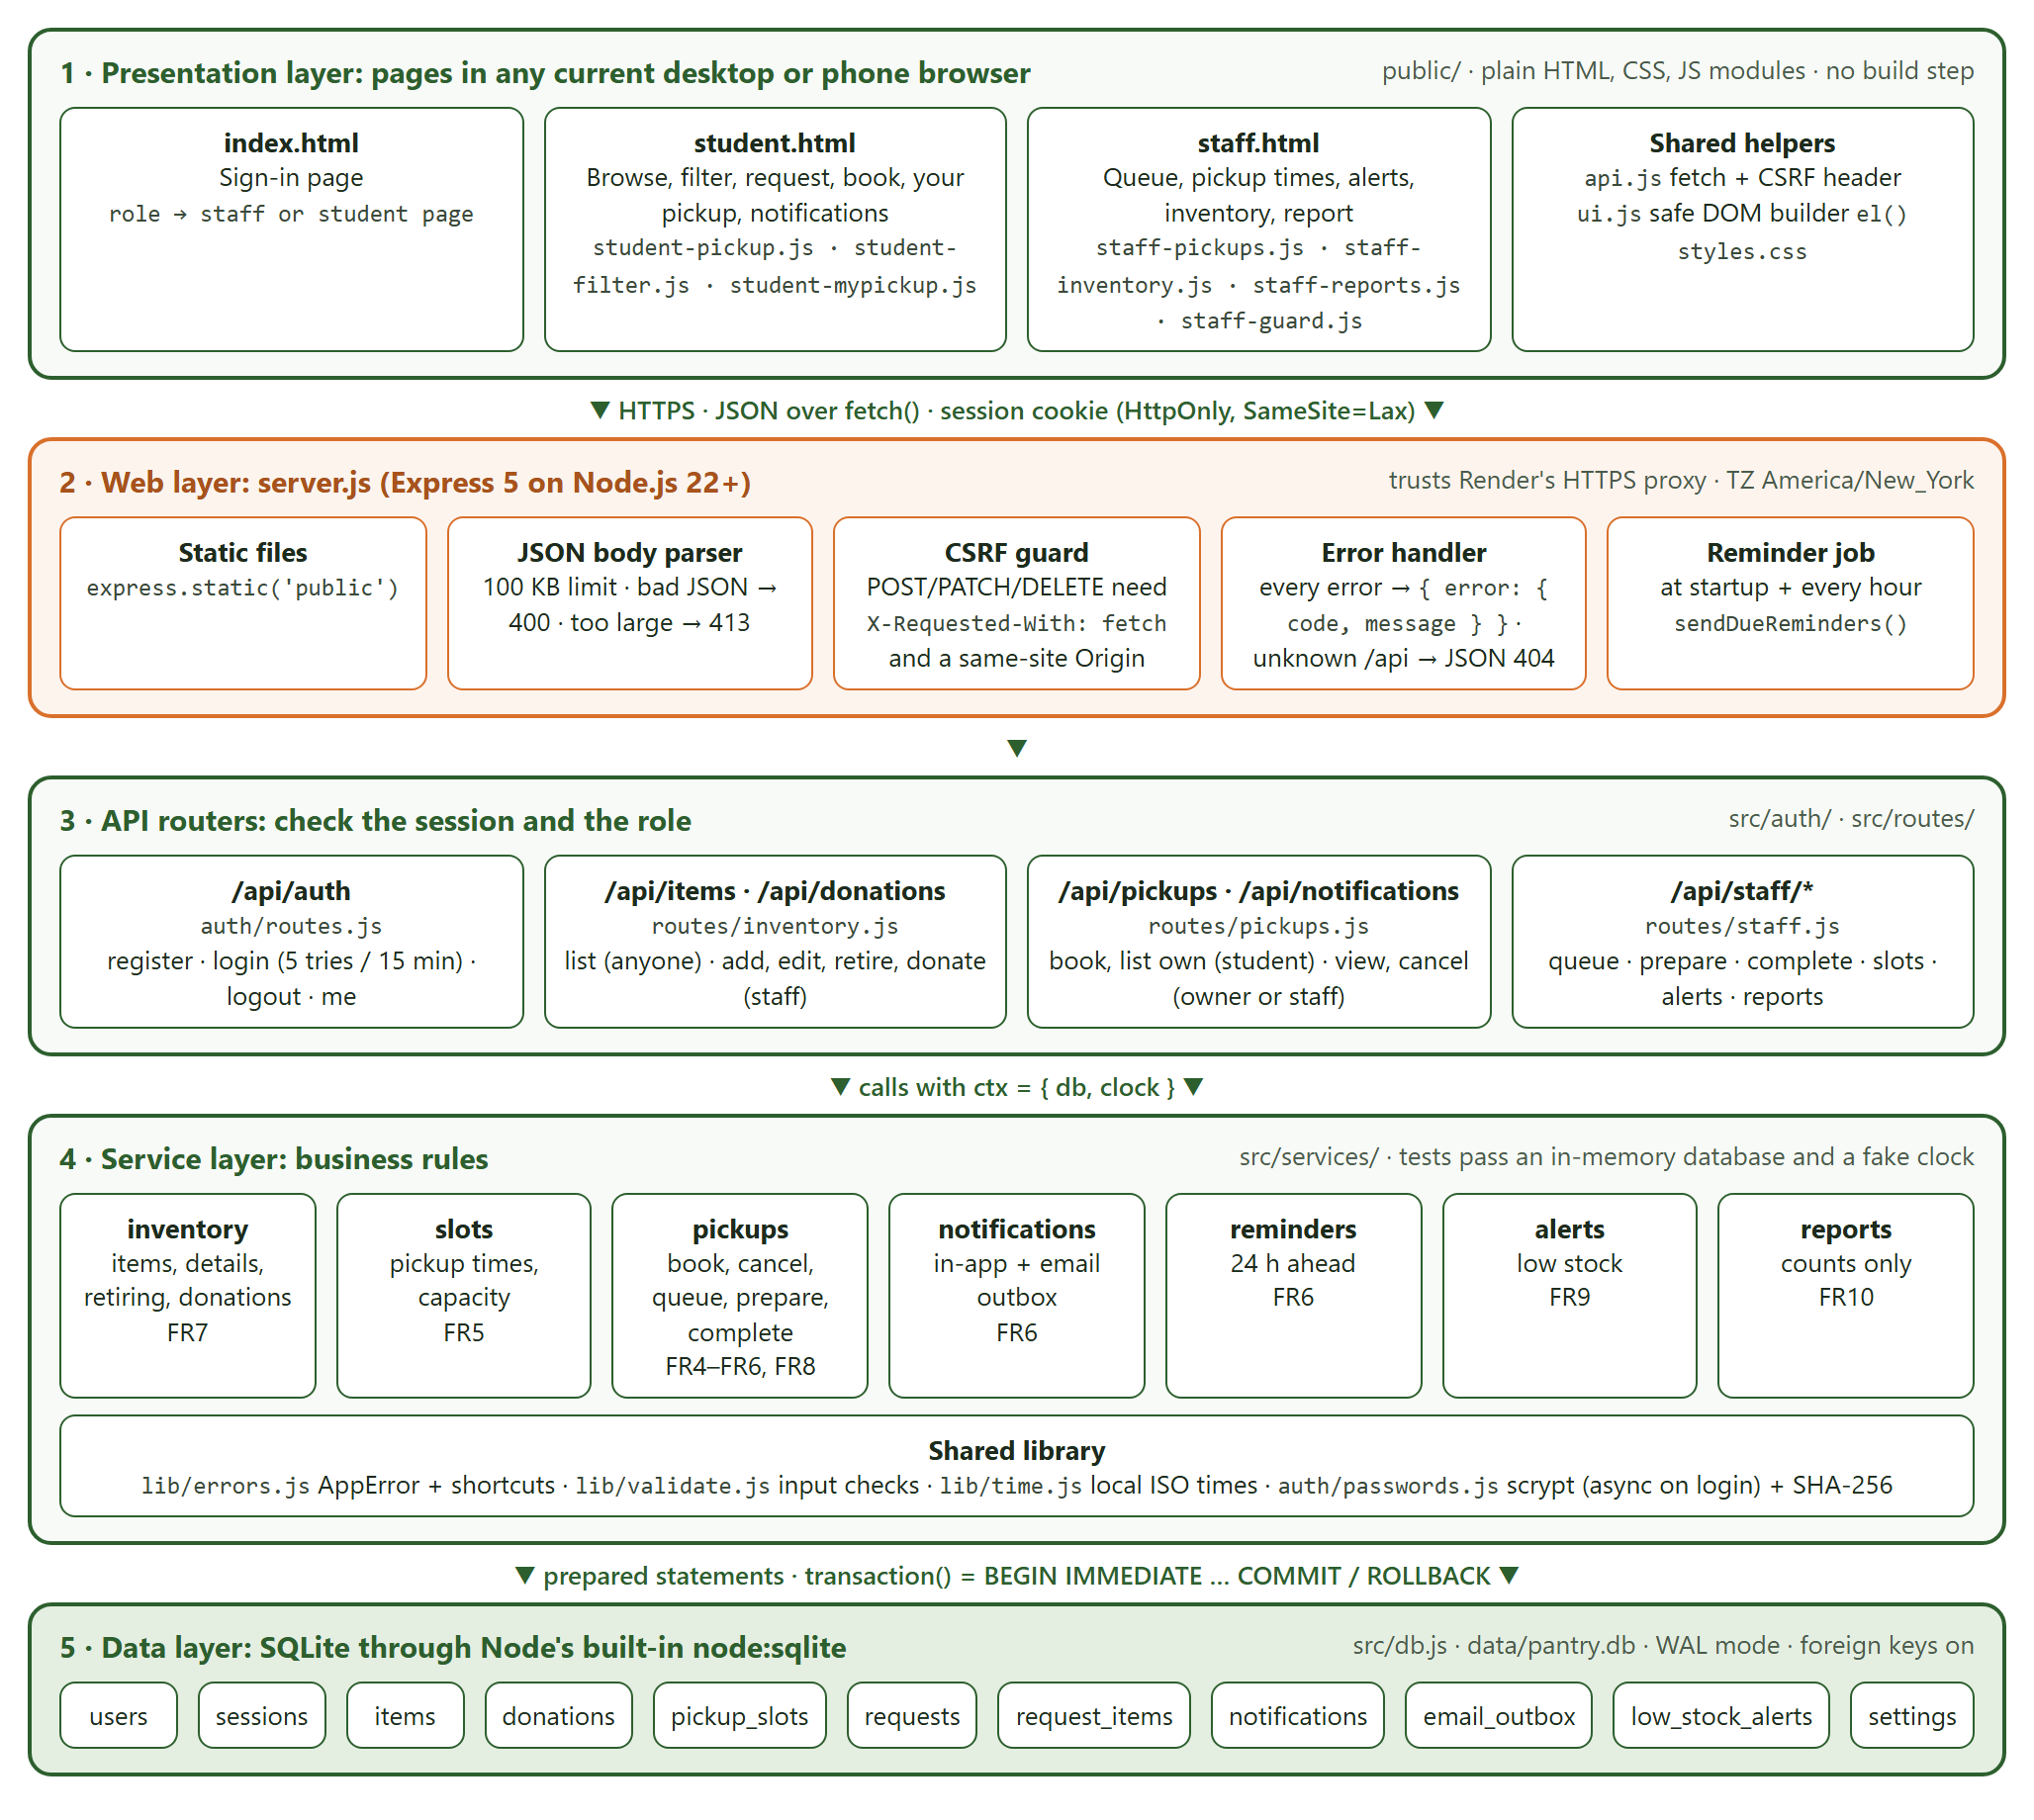 1 · Presentation layer: pages in any current desktop or phone browser
public/ · plain HTML, CSS, JS modules · no build step
index.html
Sign-in page
role → staff or student page
student.html
Browse, filter, request, book, your
pickup, notifications
student-pickup.js · student-
filter.js · student-mypickup.js
staff.html
Queue, pickup times, alerts,
inventory, report
staff-pickups.js · staff-
inventory.js · staff-reports.js
· staff-guard.js
Shared helpers
api.js fetch + CSRF header
ui.js safe DOM builder el()
styles.css
▼ HTTPS · JSON over fetch() · session cookie (HttpOnly, SameSite=Lax) ▼
2 · Web layer: server.js (Express 5 on Node.js 22+)
trusts Render's HTTPS proxy · TZ America/New_York
Static files
express.static('public')
JSON body parser
100 KB limit · bad JSON →
400 · too large → 413
CSRF guard
POST/PATCH/DELETE need
X-Requested-With: fetch
and a same-site Origin
Error handler
every error → { error: {
code, message } } ·
unknown /api → JSON 404
Reminder job
at startup + every hour
sendDueReminders()
▼
3 · API routers: check the session and the role
src/auth/ · src/routes/
/api/auth
auth/routes.js
register · login (5 tries / 15 min) ·
logout · me
/api/items · /api/donations
routes/inventory.js
list (anyone) · add, edit, retire, donate
(staff)
/api/pickups · /api/notifications
routes/pickups.js
book, list own (student) · view, cancel
(owner or staff)
/api/staff/*
routes/staff.js
queue · prepare · complete · slots ·
alerts · reports
▼ calls with ctx = { db, clock } ▼
4 · Service layer: business rules
src/services/ · tests pass an in-memory database and a fake clock
inventory
items, details,
retiring, donations
FR7
slots
pickup times,
capacity
FR5
pickups
book, cancel,
queue, prepare,
complete
FR4–FR6, FR8
notifications
in-app + email
outbox
FR6
reminders
24 h ahead
FR6
alerts
low stock
FR9
reports
counts only
FR10
Shared library
lib/errors.js AppError + shortcuts · lib/validate.js input checks · lib/time.js local ISO times · auth/passwords.js scrypt (async on login) + SHA-256
▼ prepared statements · transaction() = BEGIN IMMEDIATE … COMMIT / ROLLBACK ▼
5 · Data layer: SQLite through Node's built-in node:sqlite
src/db.js · data/pantry.db · WAL mode · foreign keys on
users
sessions
items
donations
pickup_slots
requests
request_items
notifications
email_outbox
low_stock_alerts
settings